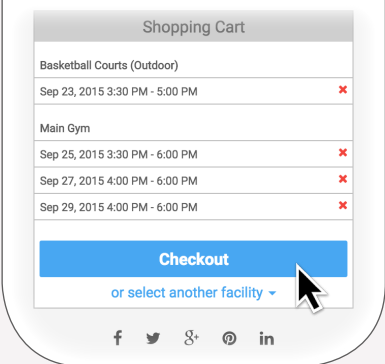 Shopping Cart
Basketball Courts (Outdoor)
Sep 23, 2015 3:30 PM - 5:00 PM
Main Gym
Sep 25, 2015 3:30 PM - 6:00 PM
Sep 27, 2015 4:00 PM - 6:00 PM
Sep 29, 2015 4:00 PM - 6:00 PM
Checkout
or select another facility